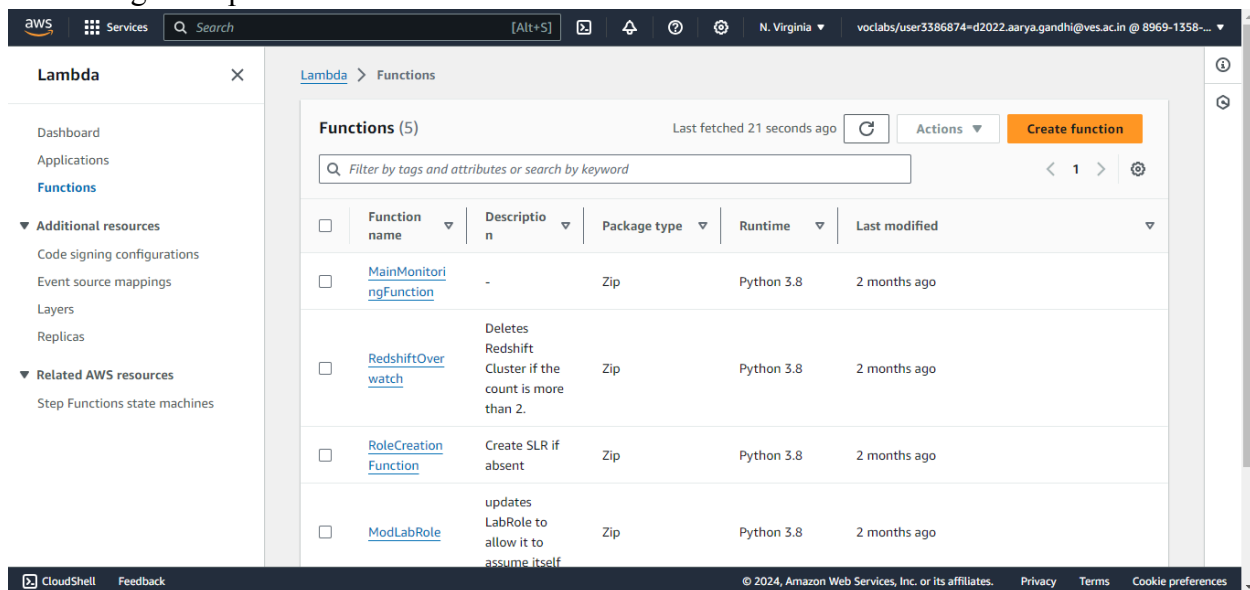 aws
Services
Search
[Alt+S]
N. Virginia ▼
voclabs/user3386874=d2022.aarya.gandhi@ves.ac.in @ 8969-1358-... ▼
Lambda
Dashboard
Applications
Functions
▼ Additional resources
Code signing configurations
Event source mappings
Layers
Replicas
▼ Related AWS resources
Step Functions state machines
Lambda > Functions
Functions (5)
Last fetched 21 seconds ago
Actions ▼
Create function
Filter by tags and attributes or search by keyword
< 1 >
Function
name
Descriptio
n
Package type
Runtime
Last modified
MainMonitori
ngFunction
-
Zip
Python 3.8
2 months ago
RedshiftOver
watch
Deletes
Redshift
Cluster if the
count is more
than 2.
Zip
Python 3.8
2 months ago
RoleCreation
Function
Create SLR if
absent
Zip
Python 3.8
2 months ago
ModLabRole
updates
LabRole to
allow it to
assume itself
Zip
Python 3.8
2 months ago
CloudShell
Feedback
© 2024, Amazon Web Services, Inc. or its affiliates.
Privacy
Terms
Cookie preferences